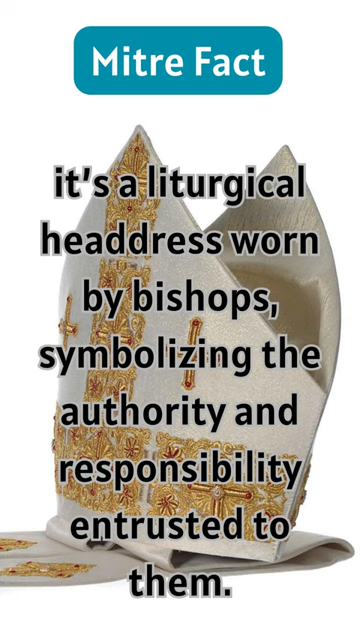 Mitre Fact
it's a liturgical
headdress worn
by bishops,
symbolizing the
authority and
responsibility
entrusted to
them.